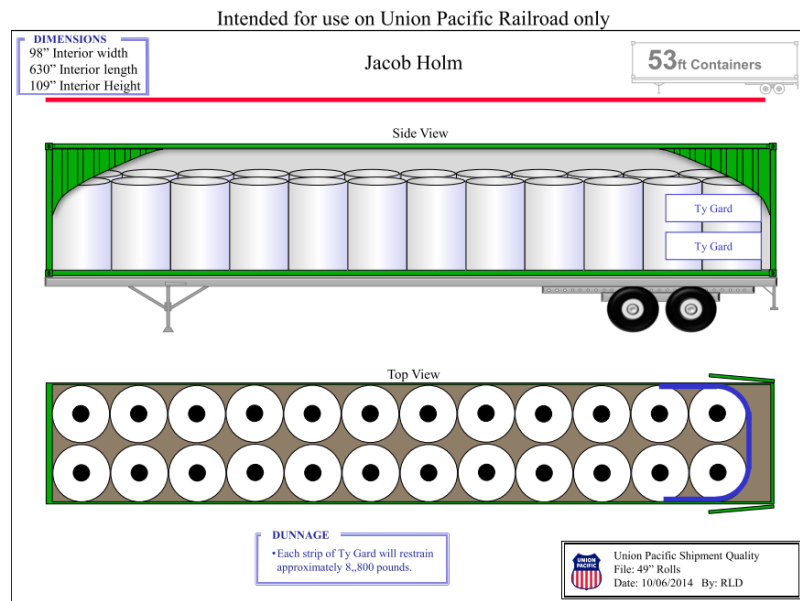 Intended for use on Union Pacific Railroad only
DIMENSIONS
98” Interior width
630” Interior length
109” Interior Height
Jacob Holm
53ft Containers
Side View
Ty Gard
Ty Gard
Top View
DUNNAGE
•Each strip of Ty Gard will restrain
approximately 8,,800 pounds.
UNION
PACIFIC
Union Pacific Shipment Quality
File: 49” Rolls
Date: 10/06/2014 By: RLD